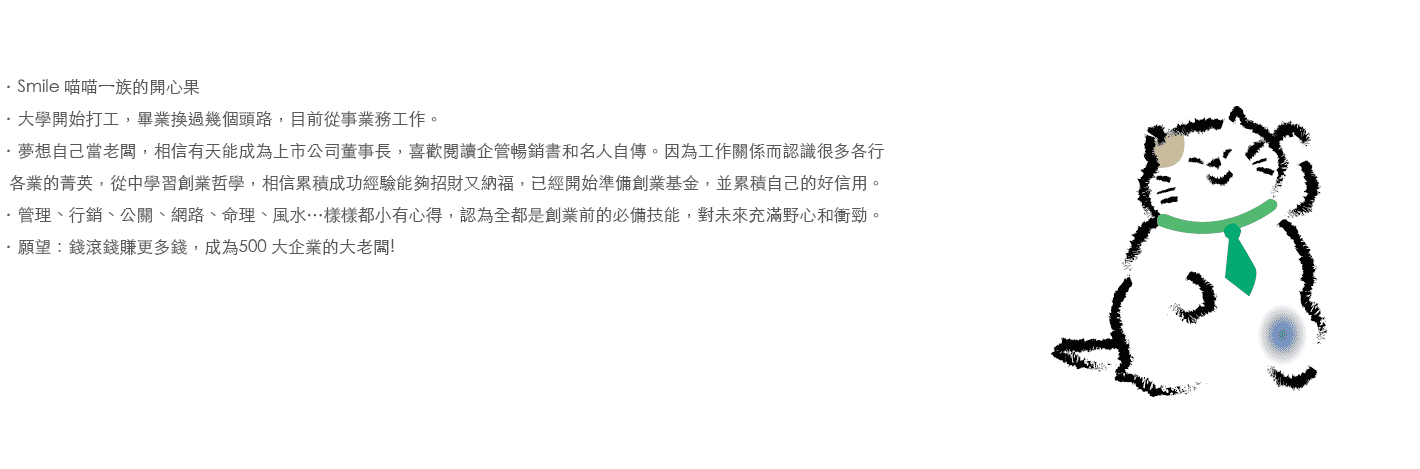 · Smile 喵喵一族的開心果
· 大學開始打工，畢業換過幾個頭路，目前從事業務工作。
· 夢想自己當老闆，相信有天能成為上市公司董事長，喜歡閱讀企管暢銷書和名人自傳。因為工作關係而認識很多各行
各業的菁英，從中學習創業哲學，相信累積成功經驗能夠招財又納福，已經開始準備創業基金，並累積自己的好信用。
· 管理、行銷、公關、網路、命理、風水⋯樣樣都小有心得，認為全都是創業前的必備技能，對未來充滿野心和衝勁。
· 願望：錢滾錢賺更多錢，成為500 大企業的大老闆!